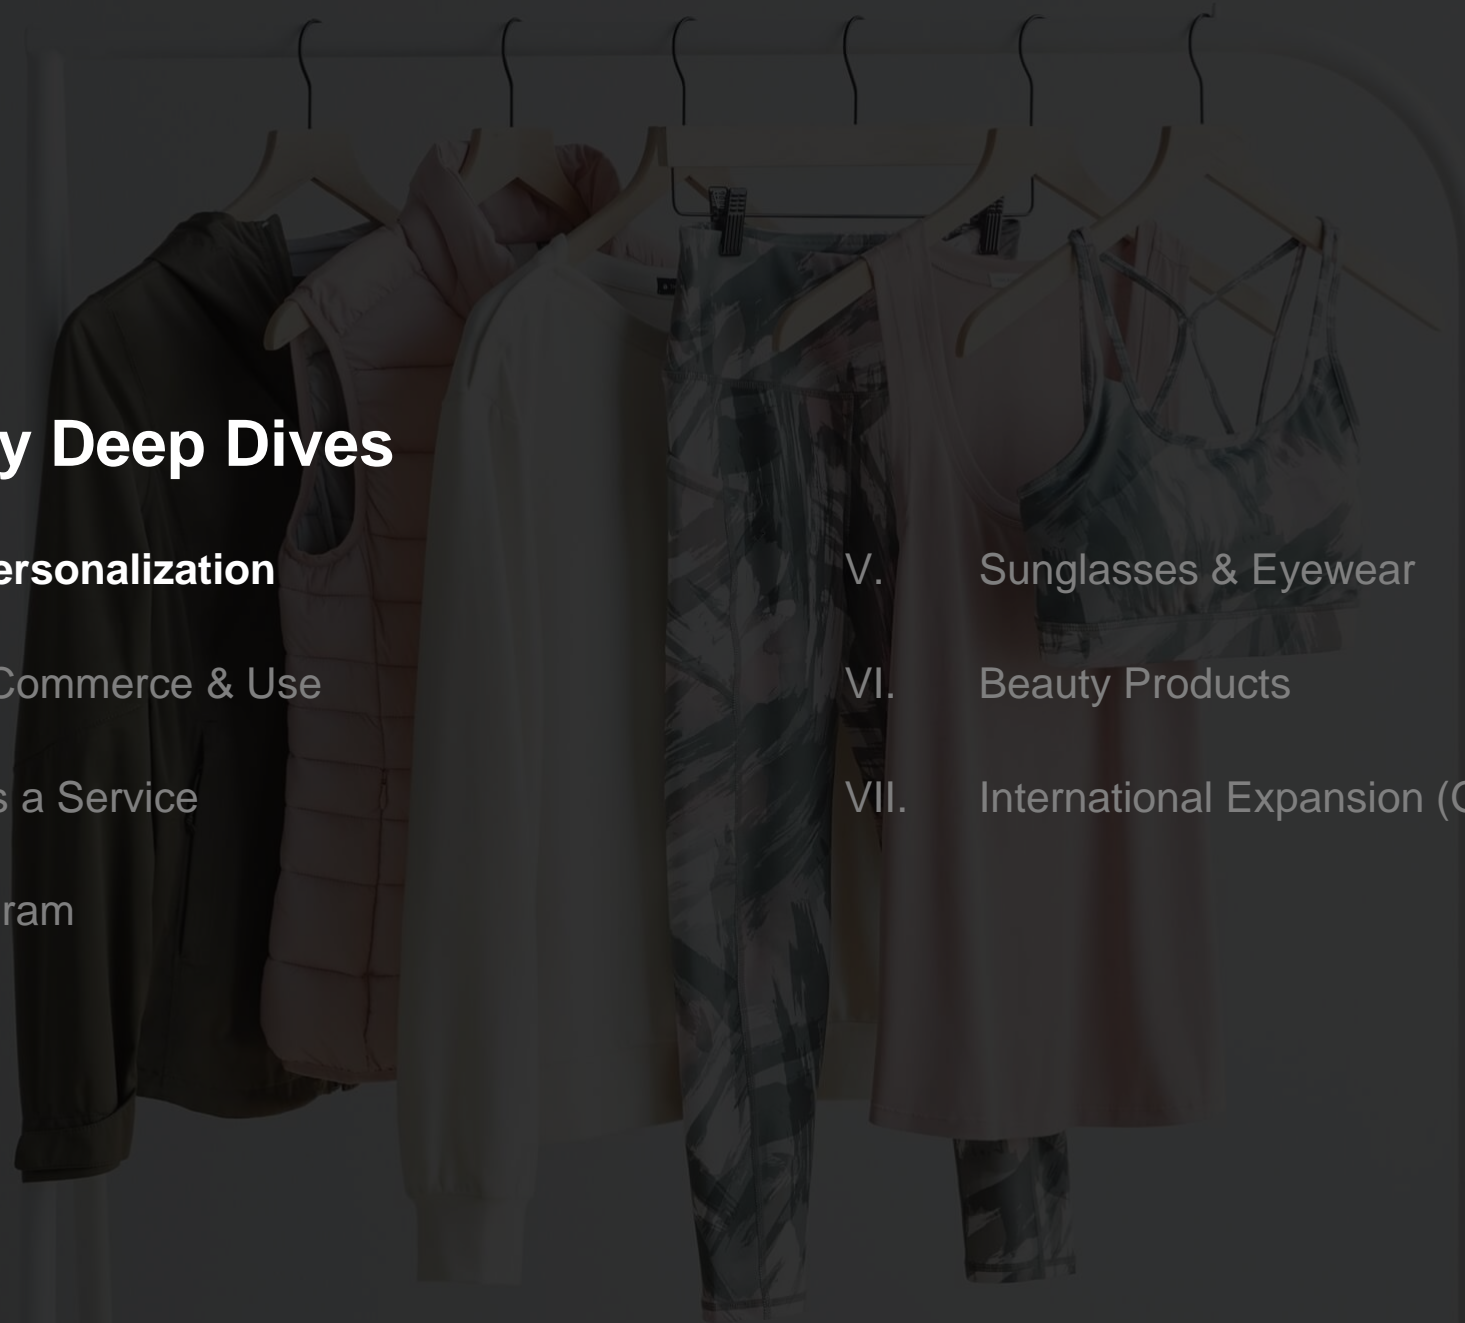 y Deep Dives
ersonalization
Commerce & Use
s a Service
ram
V. Sunglasses & Eyewear
VI. Beauty Products
VII. International Expansion (